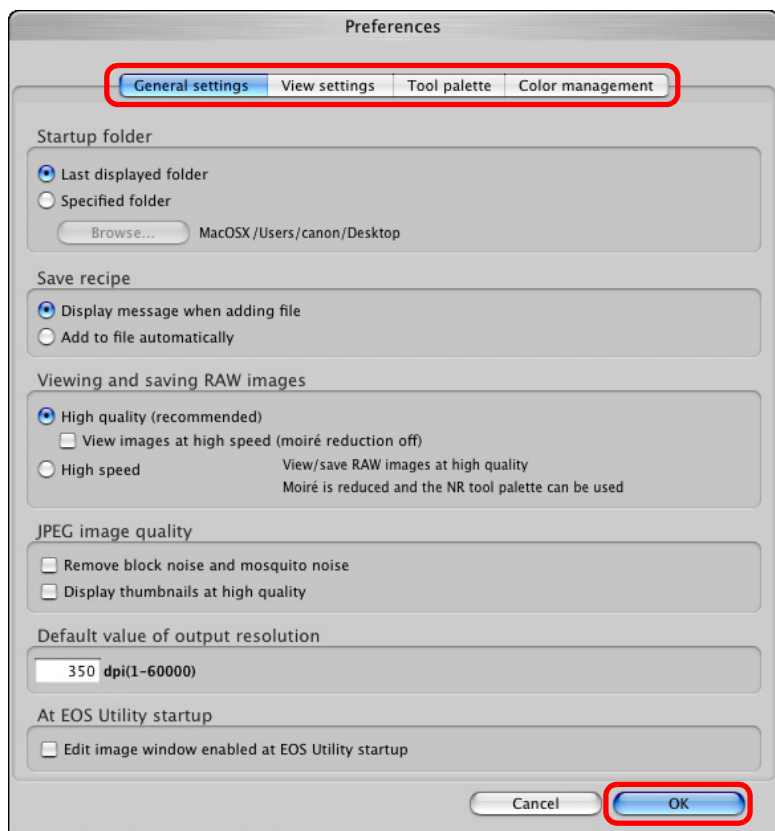 Preferences
General settings View settings Tool palette Color management
Startup folder
Last displayed folder
Specified folder
Browse... MacOSX/Users/canon/Desktop
Save recipe
Display message when adding file
Add to file automatically
Viewing and saving RAW images
High quality (recommended)
View images at high speed (moiré reduction off)
High speed View/save RAW images at high quality
Moiré is reduced and the NR tool palette can be used
JPEG image quality
Remove block noise and mosquito noise
Display thumbnails at high quality
Default value of output resolution
350 dpi(1-60000)
At EOS Utility startup
Edit image window enabled at EOS Utility startup
Cancel OK